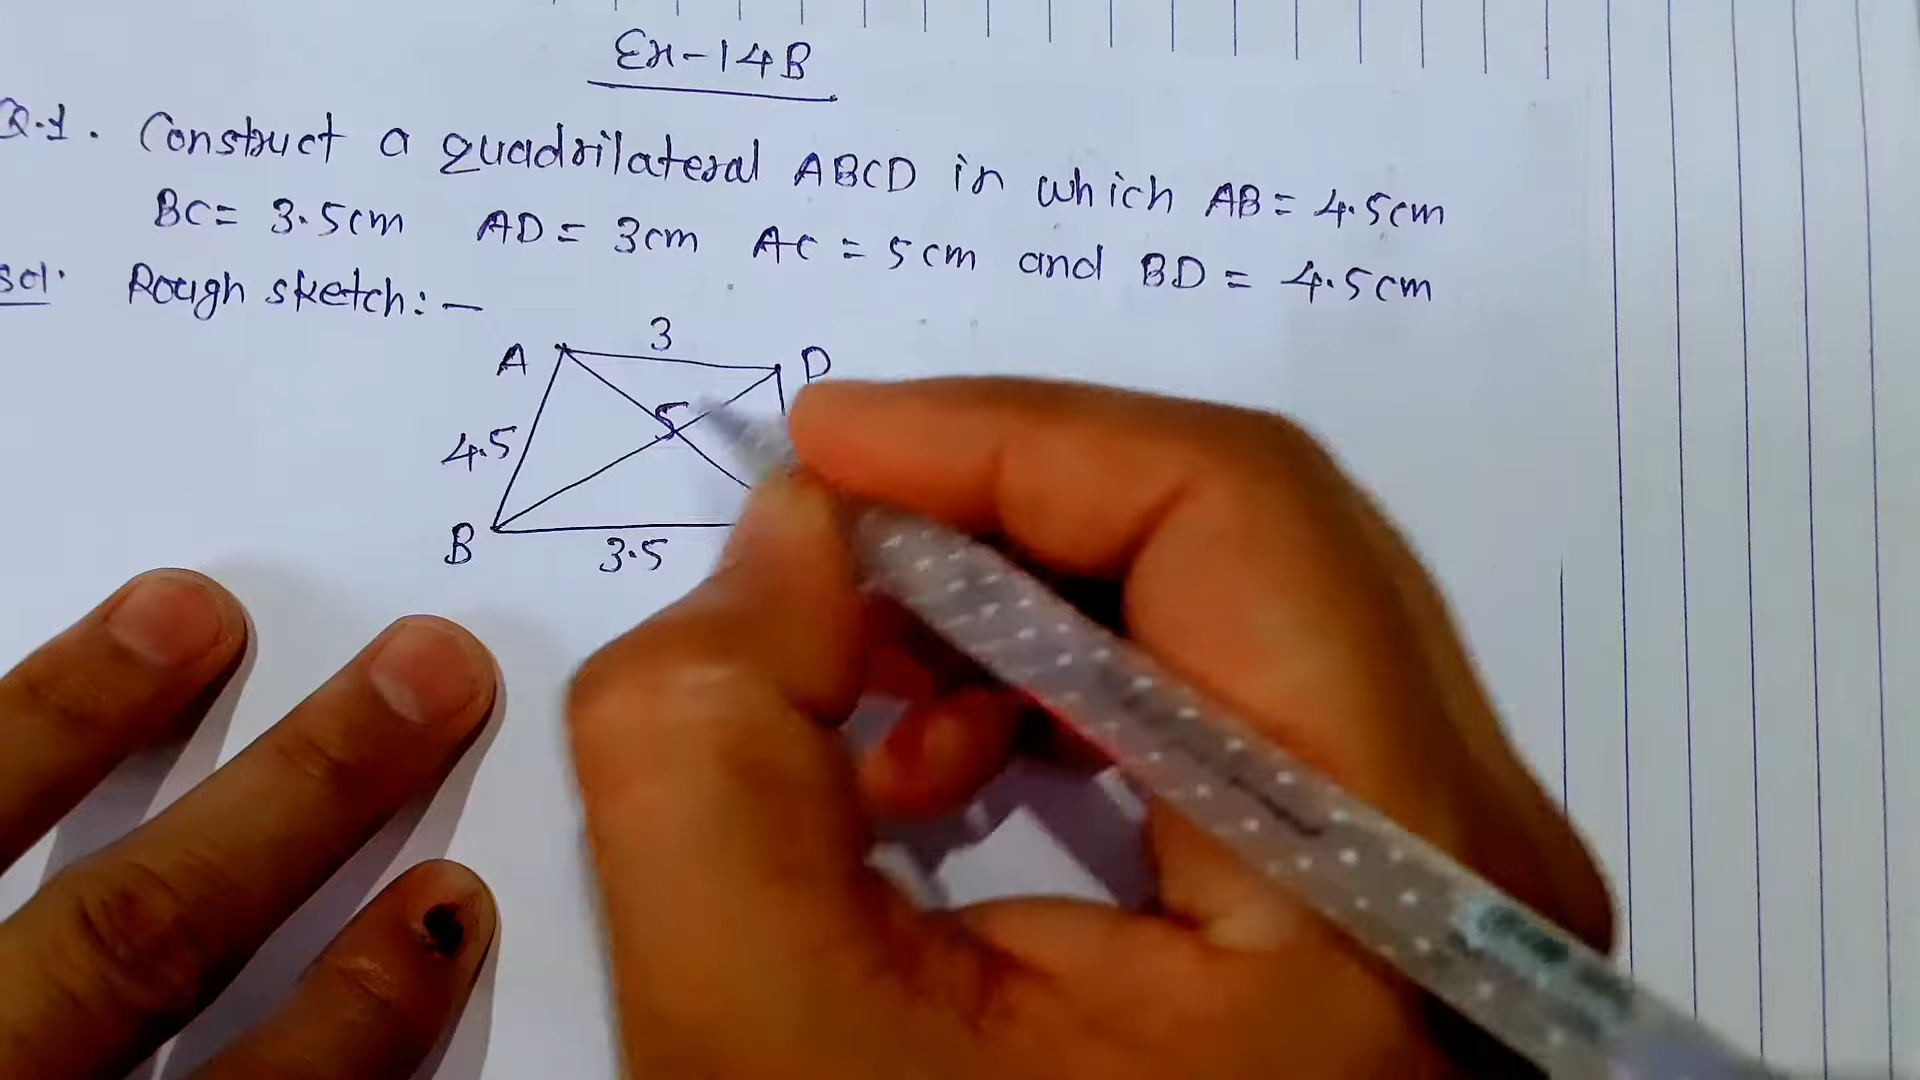 Ex-14B
Q.1. Construct a quadrilateral ABCD in which AB= 4.5cm
BC= 3.5cm AD= 3cm AC = 5cm and BD = 4.5cm
Sol. Rough sketch:-
3
A D
5
4.5
B
3.5